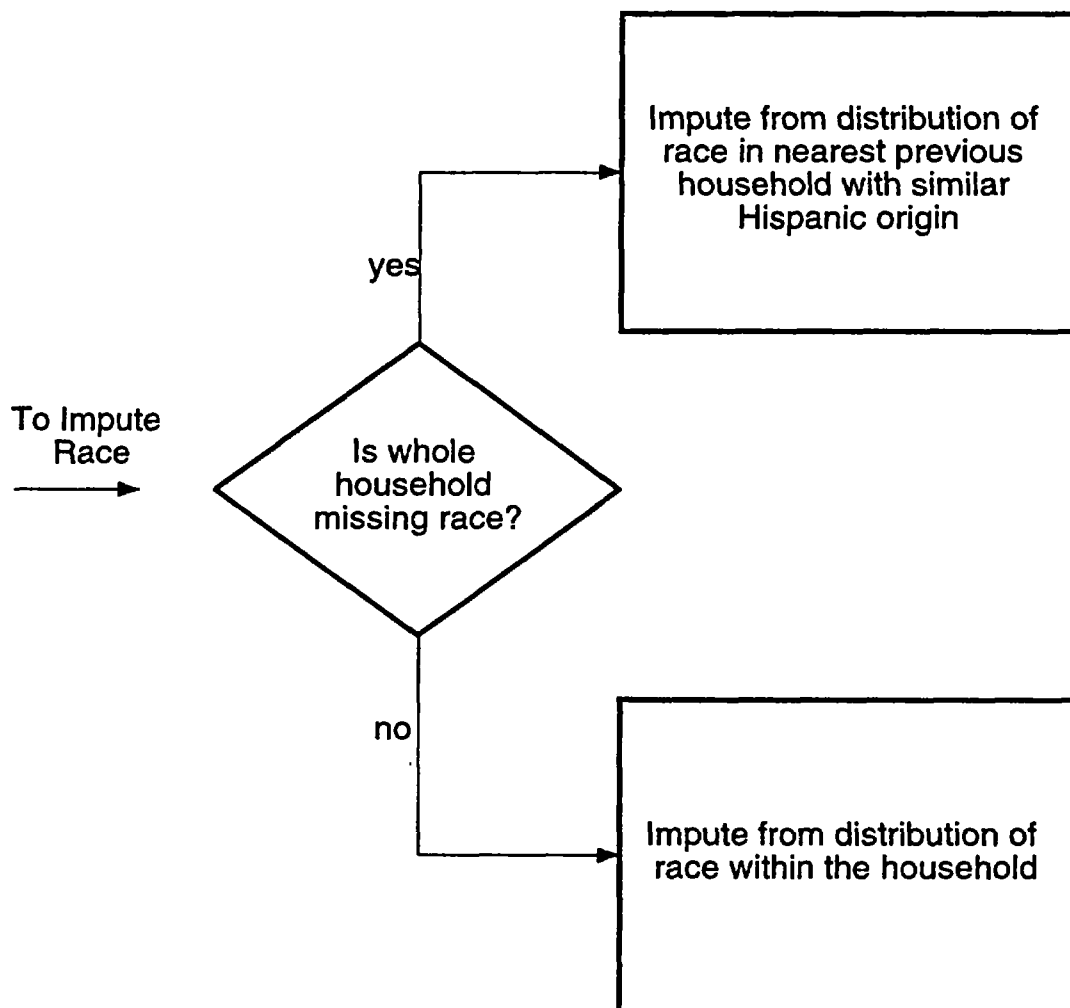 To Impute
Race
Is whole
household
missing race?
yes
Impute from distribution of
race in nearest previous
household with similar
Hispanic origin
no
Impute from distribution of
race within the household